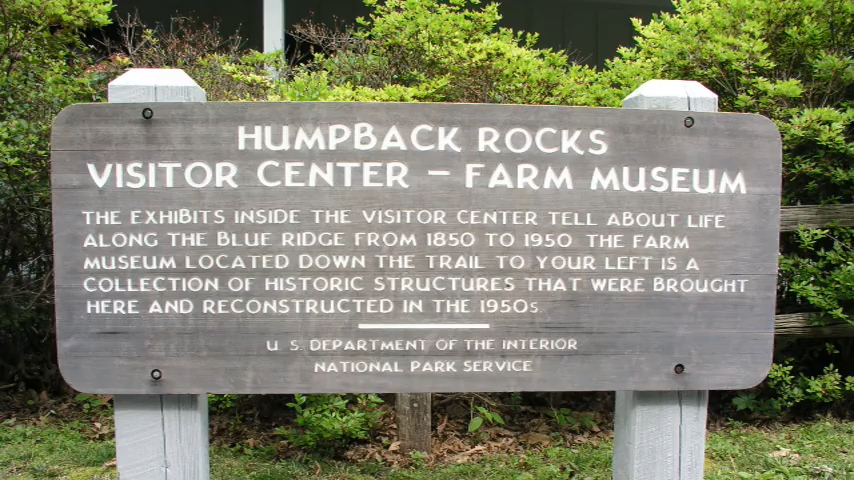 HUMPBACK ROCKS
VISITOR CENTER – FARM MUSEUM
THE EXHIBITS INSIDE THE VISITOR CENTER TELL ABOUT LIFE
ALONG THE BLUE RIDGE FROM 1850 TO 1950 THE FARM
MUSEUM LOCATED DOWN THE TRAIL TO YOUR LEFT IS A
COLLECTION OF HISTORIC STRUCTURES THAT WERE BROUGHT
HERE AND RECONSTRUCTED IN THE 1950s.
U. S. DEPARTMENT OF THE INTERIOR
NATIONAL PARK SERVICE